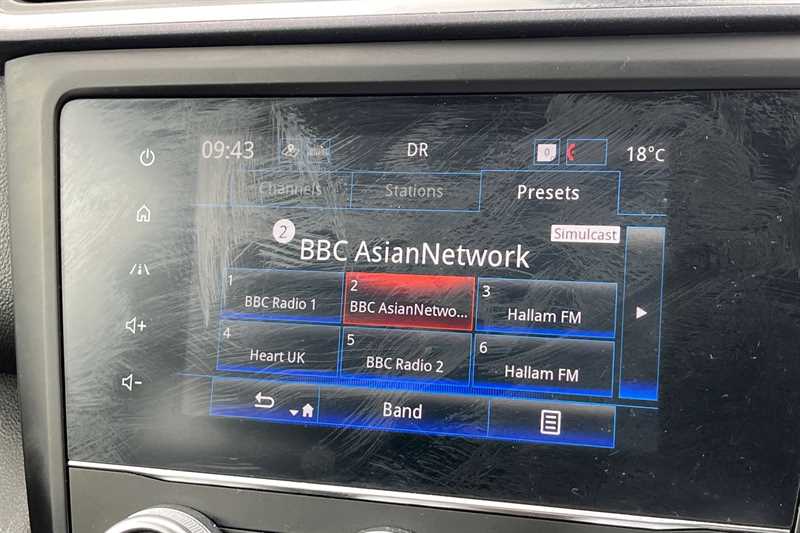 09:43 DR 0 18°C
Channels Stations Presets
2 Simulcast
BBC AsianNetwork
1 BBC Radio 1
2 BBC AsianNetwo...
3 Hallam FM
4 Heart UK
5 BBC Radio 2
6 Hallam FM
Band